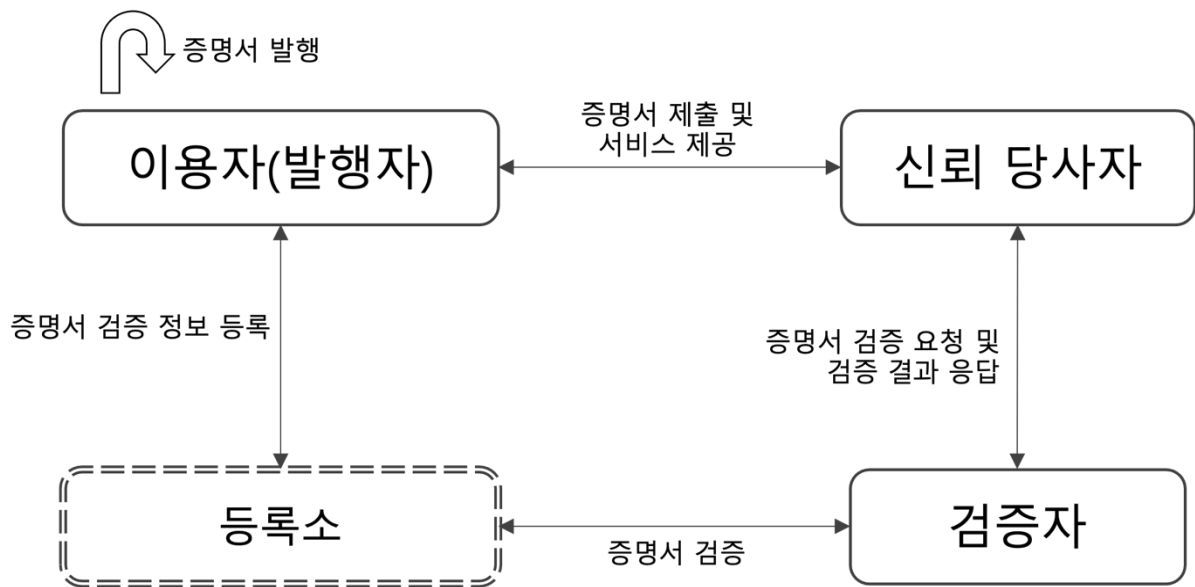 증명서 발행
이용자(발행자)
증명서 제출 및
서비스 제공
신뢰 당사자
증명서 검증 정보 등록
증명서 검증 요청 및
검증 결과 응답
등록소
증명서 검증
검증자